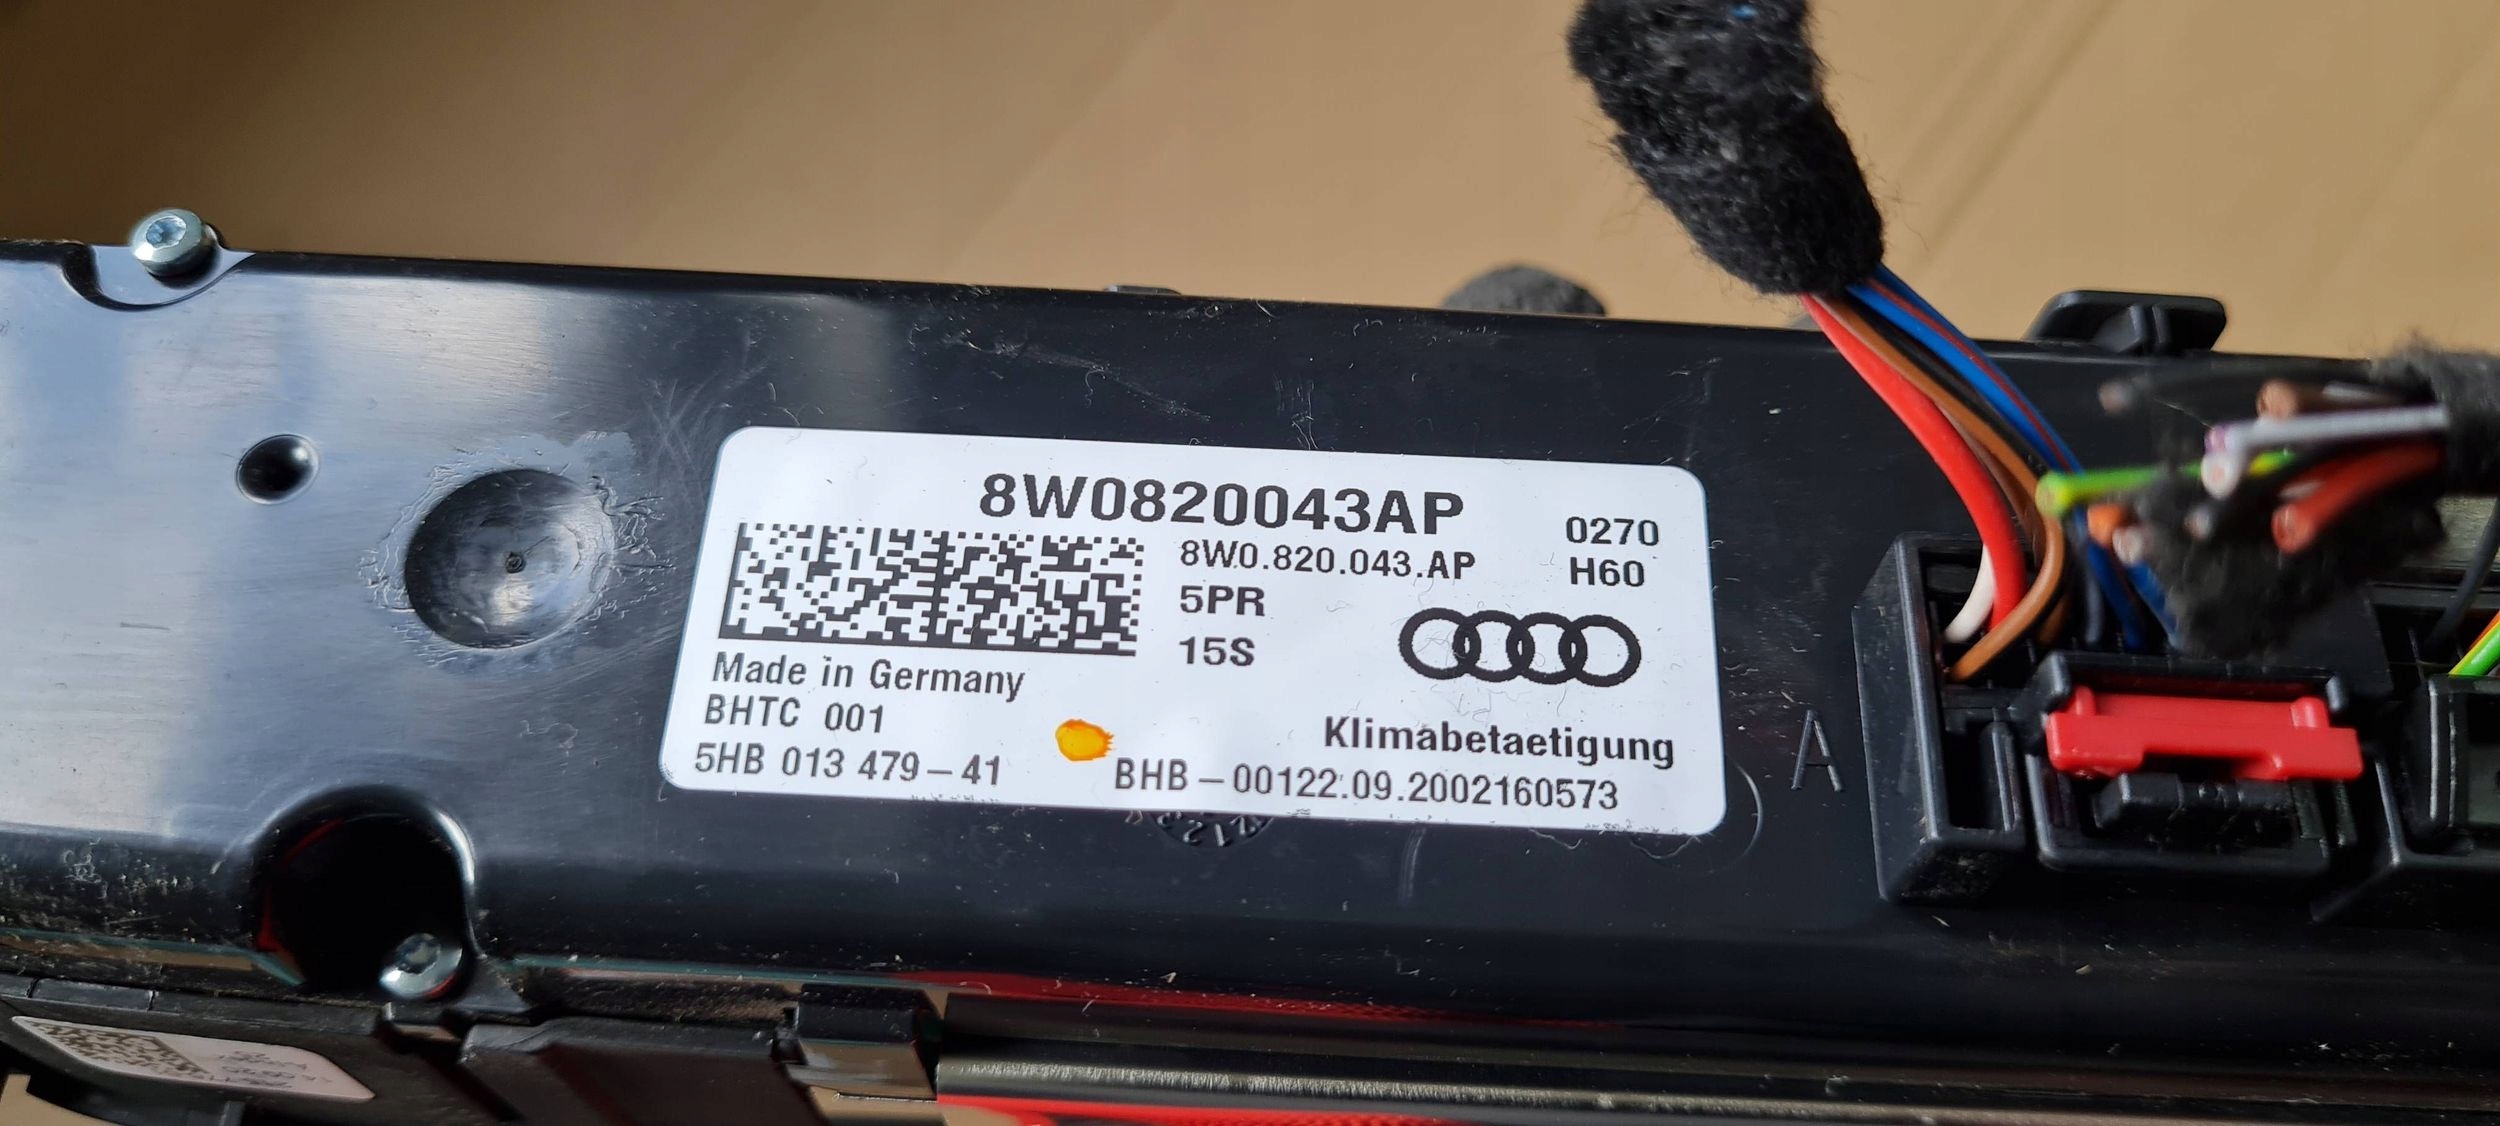 8W0820043AP
0270
8W0.820.043.AP
H60
5PR
15S
Made in Germany
BHTC 001
Klimabetaetigung
5HB 013 479-41
BHB-00122.09.2002160573
A